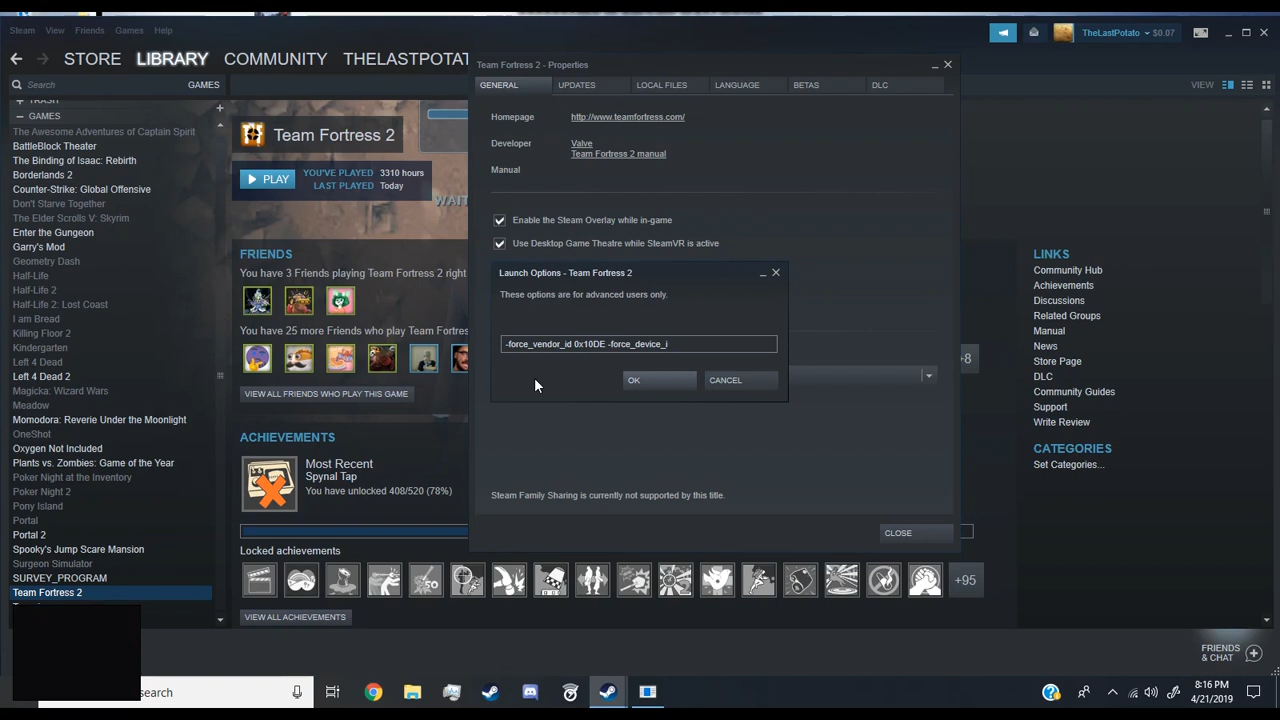 Steam View Friends Games Help
TheLastPotato $0.07
STORE LIBRARY COMMUNITY THELASTPOTAT
Team Fortress 2 - Properties
Search GAMES
GENERAL UPDATES LOCAL FILES LANGUAGE BETAS DLC
VIEW
GAMES
The Awesome Adventures of Captain Spirit
BattleBlock Theater
The Binding of Isaac: Rebirth
Borderlands 2
Counter-Strike: Global Offensive
Don't Starve Together
The Elder Scrolls V: Skyrim
Enter the Gungeon
Garry's Mod
Geometry Dash
Half-Life
Half-Life 2
Half-Life 2: Lost Coast
I am Bread
Killing Floor 2
Kindergarten
Left 4 Dead
Left 4 Dead 2
Magicka: Wizard Wars
Meadow
Momodora: Reverie Under the Moonlight
OneShot
Oxygen Not Included
Plants vs. Zombies: Game of the Year
Poker Night at the Inventory
Poker Night 2
Pony Island
Portal
Portal 2
Spooky's Jump Scare Mansion
Surgeon Simulator
SURVEY_PROGRAM
Team Fortress 2
Team Fortress 2
PLAY
YOU'VE PLAYED 3310 hours
LAST PLAYED Today
WAIT
FRIENDS
You have 3 Friends playing Team Fortress 2 right
You have 25 more Friends who play Team Fortress
VIEW ALL FRIENDS WHO PLAY THIS GAME
+8
ACHIEVEMENTS
Most Recent
Spynal Tap
You have unlocked 408/520 (78%)
Locked achievements
50
+95
VIEW ALL ACHIEVEMENTS
Homepage http://www.teamfortress.com/
Developer Valve
Team Fortress 2 manual
Manual
Enable the Steam Overlay while in-game
Use Desktop Game Theatre while SteamVR is active
Launch Options - Team Fortress 2
These options are for advanced users only.
-force_vendor_id 0x10DE -force_device_i
OK CANCEL
Steam Family Sharing is currently not supported by this title.
CLOSE
LINKS
Community Hub
Achievements
Discussions
Related Groups
Manual
News
Store Page
DLC
Community Guides
Support
Write Review
CATEGORIES
Set Categories...
FRIENDS
& CHAT
search
8:16 PM
4/21/2019